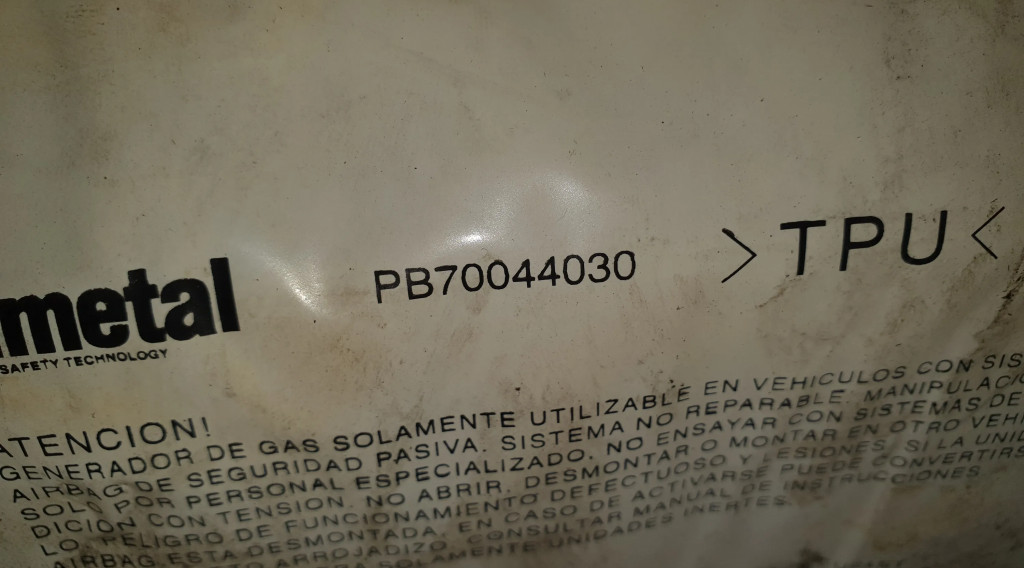 metal
SAFETY TECHNOLOGY
PB70044030
>TPU<
ATENCION!
GENERADOR DE GAS SOLAMENTE UTILIZABLE EN VEHICULOS CON SIS
AIRBAG DE SEGURIDAD PASIVA. SISTEMA NO REPARABLE. MANIPULACIO
SOLO POR PERSONAL ESPECIALIZADO. NO ENSAYAR CON SISTEMAS DE
DICION CON TENSION. NO ABRIR, DESMONTAR O MONTAR EN OTRO VEHI
LO. PELIGRO DE FUNCIONAMIENTO DEFECTUOSO Y LESIONES. SI LA UNID
AIRBAG ESTA DESMONTADA, EN CASO DE ACTIVARSE PUEDE CONVERTIRS
ARROJADIZO. CONSULTAR MANUAL DE INSTRUCCIONES
SOLAMENTE UNIDADES INERTES.